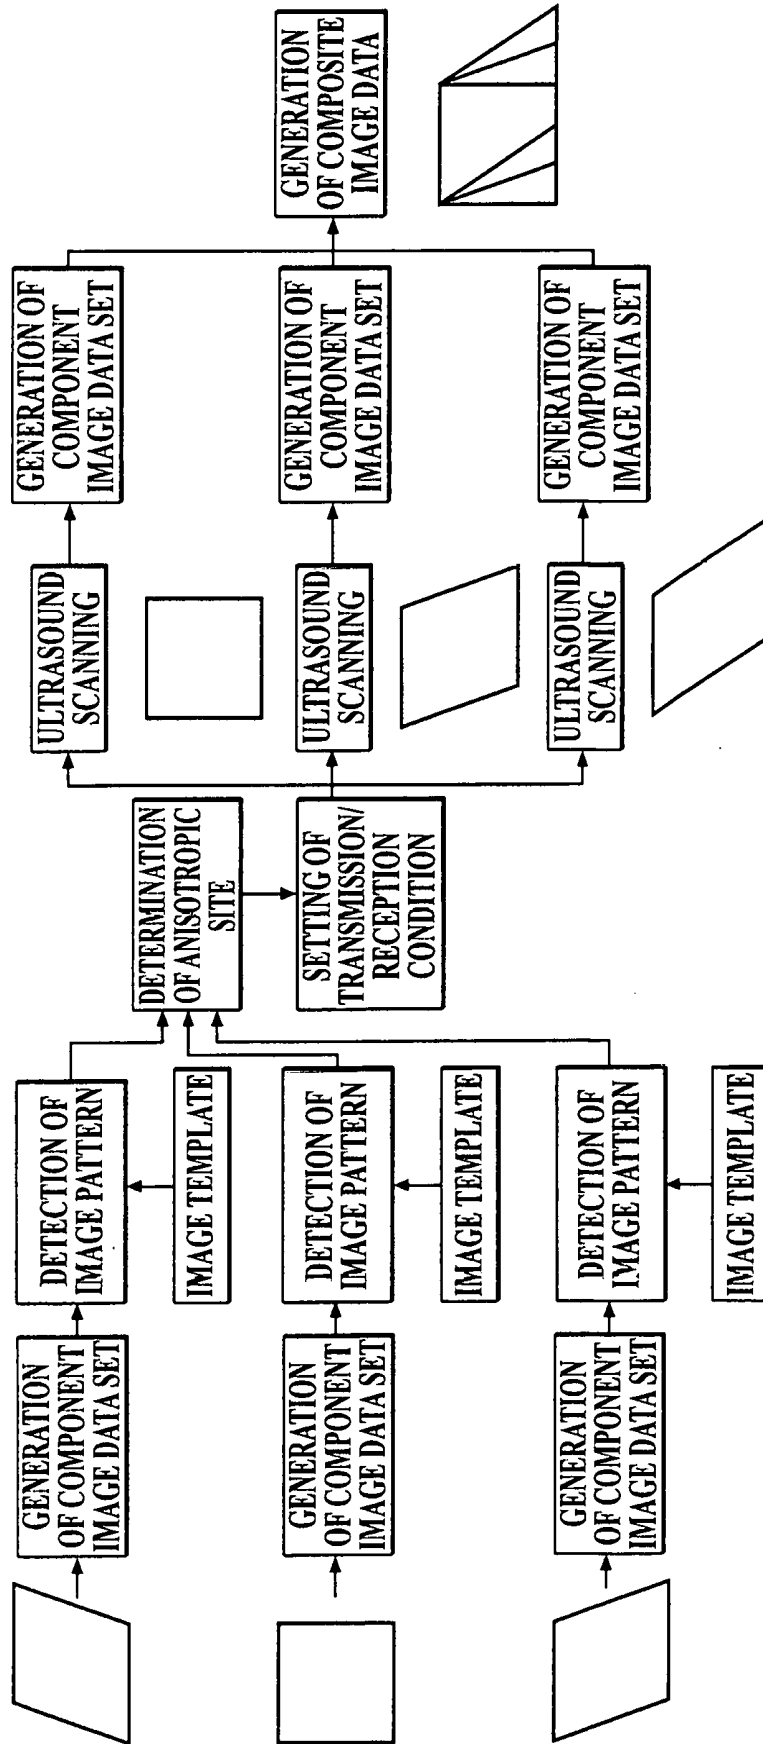 GENERATION
OF COMPONENT
IMAGE DATA SET
DETECTION OF
IMAGE PATTERN
IMAGE TEMPLATE
GENERATION
OF COMPONENT
IMAGE DATA SET
DETECTION OF
IMAGE PATTERN
IMAGE TEMPLATE
GENERATION
OF COMPONENT
IMAGE DATA SET
DETECTION OF
IMAGE PATTERN
IMAGE TEMPLATE
DETERMINATION
OF ANISOTROPIC
SITE
SETTING OF
TRANSMISSION/
RECEPTION
CONDITION
ULTRASOUND
SCANNING
GENERATION OF
COMPONENT
IMAGE DATA SET
ULTRASOUND
SCANNING
GENERATION OF
COMPONENT
IMAGE DATA SET
ULTRASOUND
SCANNING
GENERATION OF
COMPONENT
IMAGE DATA SET
GENERATION
OF COMPOSITE
IMAGE DATA